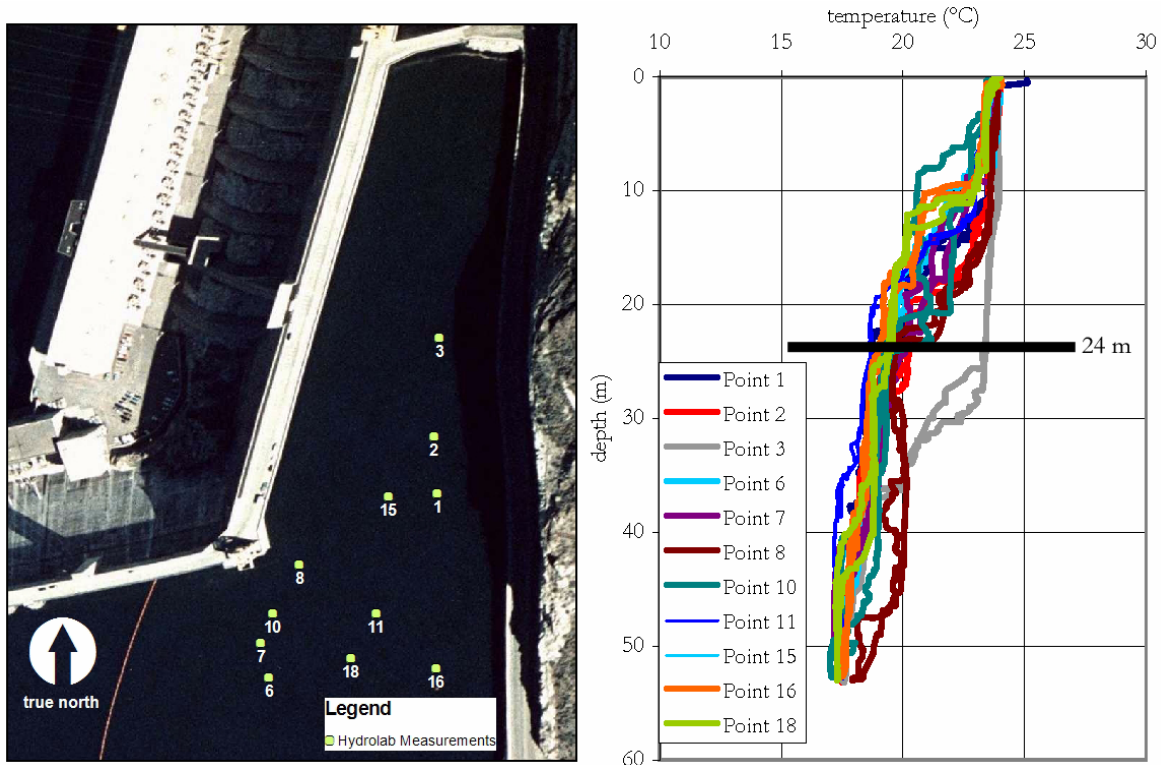 3
2
15
1
8
10
11
7
18
16
6
true north
Legend
Hydrolab Measurements
temperature (°C)
10 15 20 25 30
0
10
20
30
40
50
60
depth (m)
24 m
Point 1
Point 2
Point 3
Point 6
Point 7
Point 8
Point 10
Point 11
Point 15
Point 16
Point 18